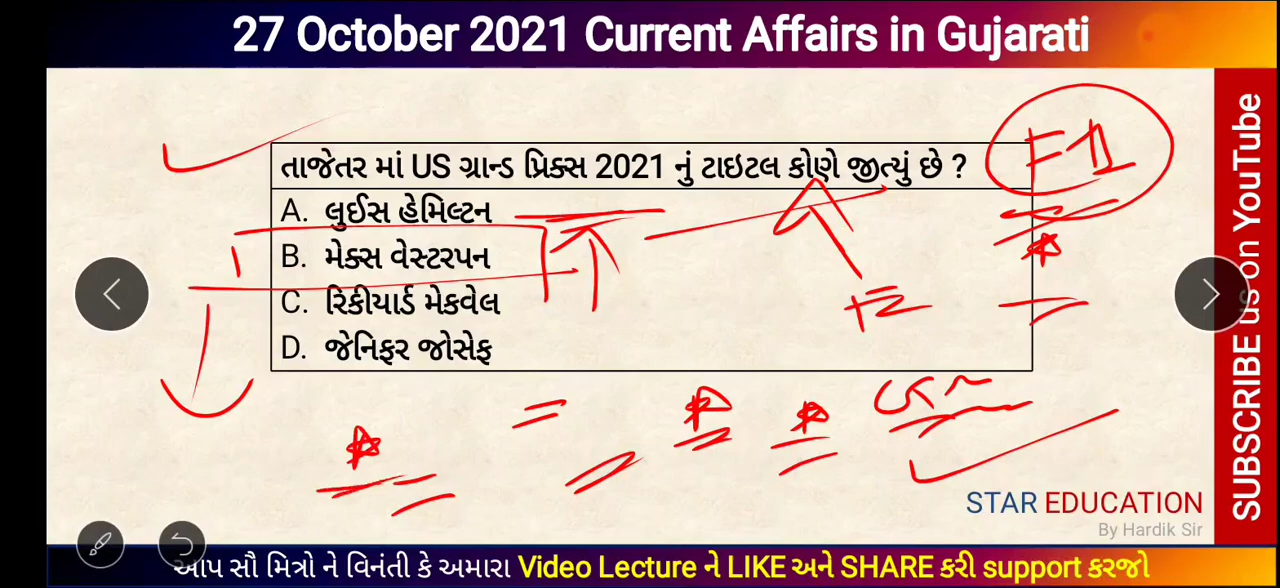 27 October 2021 Current Affairs in Gujarati
તાજેતર માં US ગ્રાન્ડ પ્રિક્સ 2021 નું ટાઇટલ કોણે જીત્યું છે ?
F1
A. લુઈસ હેમિલ્ટન
B. મેક્સ વેસ્ટરપન
C. રિકીયાર્ડ મેકવેલ
D. જેનિફર જોસેફ
STAR EDUCATION
By Hardik Sir
આપ સૌ મિત્રો ને વિનંતી કે અમારા Video Lecture ને LIKE અને SHARE કરી support કરજો
SUBSCRIBE us on YouTube